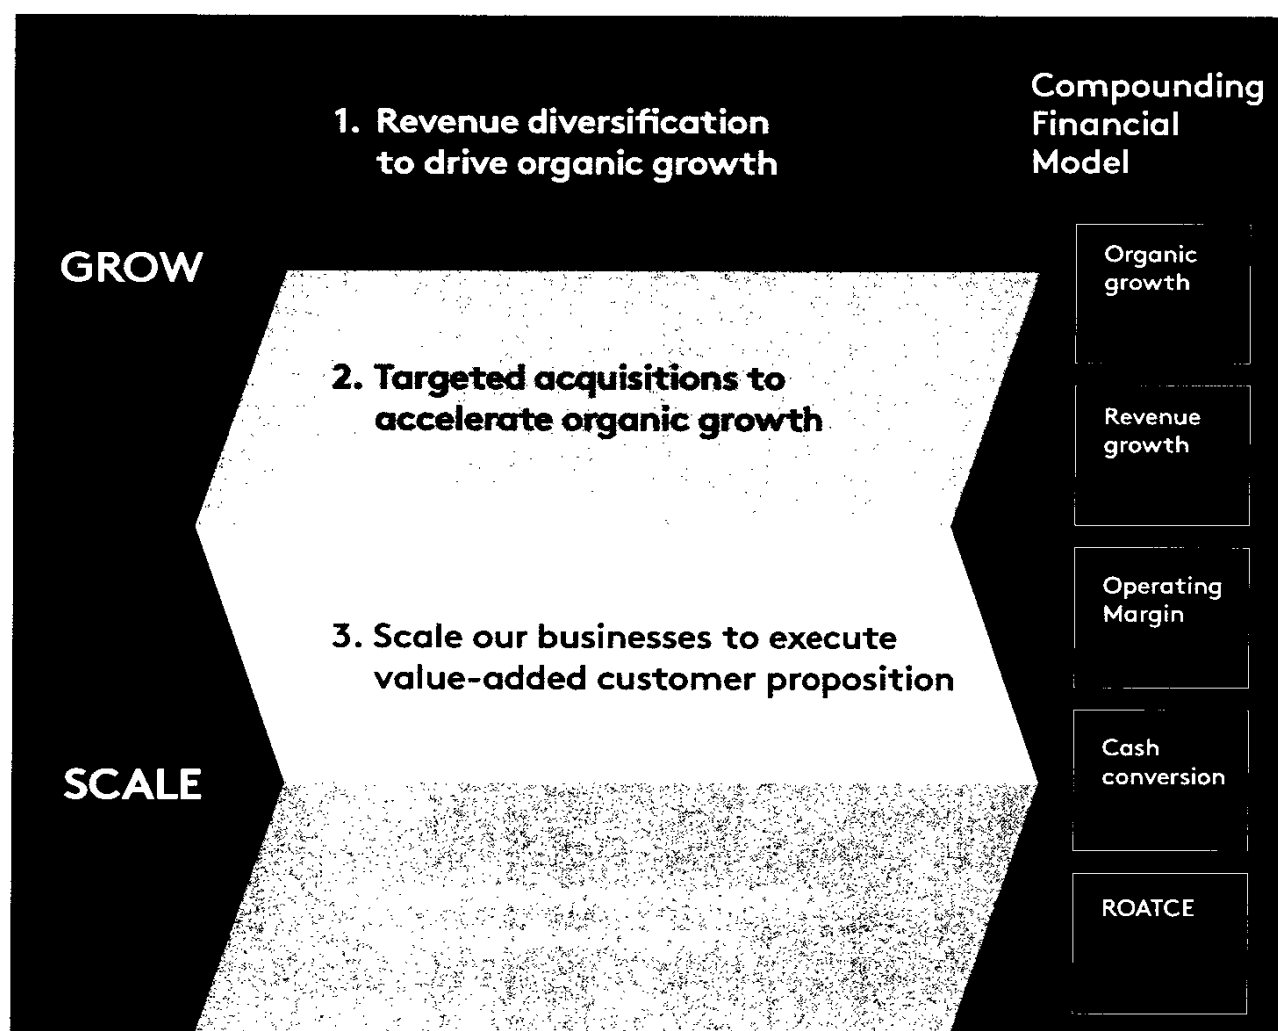 1. Revenue diversification
to drive organic growth
GROW
2. Targeted acquisitions to
accelerate organic growth
3. Scale our businesses to execute
value-added customer proposition
SCALE
Compounding
Financial
Model
Organic
growth
Revenue
growth
Operating
Margin
Cash
conversion
ROATCE